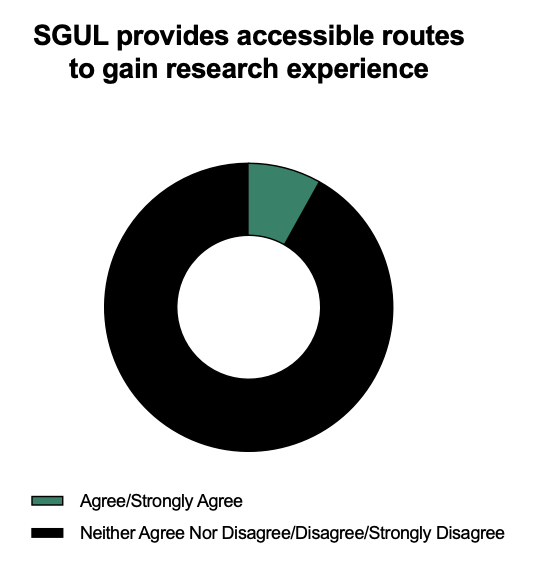 SGUL provides accessible routes
to gain research experience
Agree/Strongly Agree
Neither Agree Nor Disagree/Disagree/Strongly Disagree